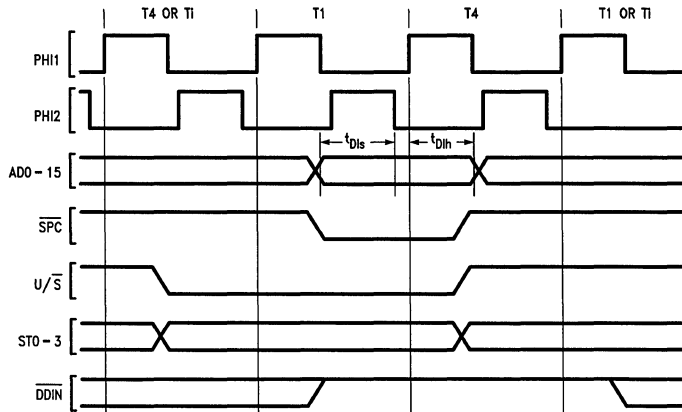 T4 OR Ti T1 T4 T1 OR Ti
PHI1
PHI2
tDIs tDIh
AD0-15
SPC
U/S
ST0-3
DDIN